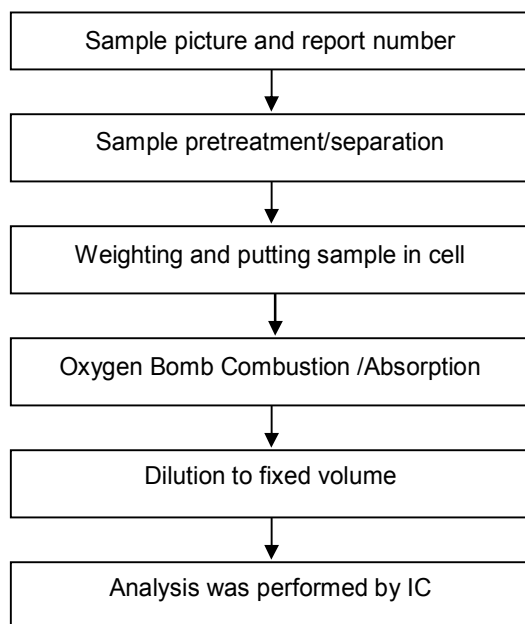 Sample picture and report number
Sample pretreatment/separation
Weighting and putting sample in cell
Oxygen Bomb Combustion /Absorption
Dilution to fixed volume
Analysis was performed by IC